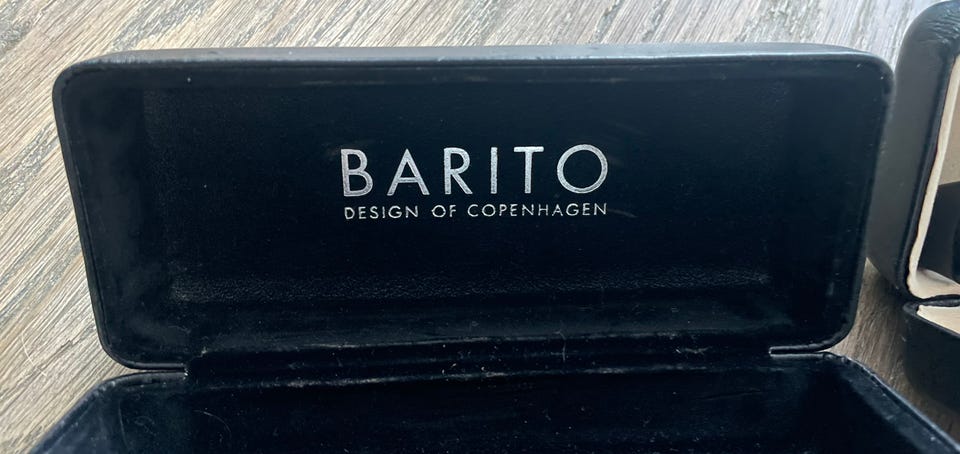 BARITO
DESIGN OF COPENHAGEN